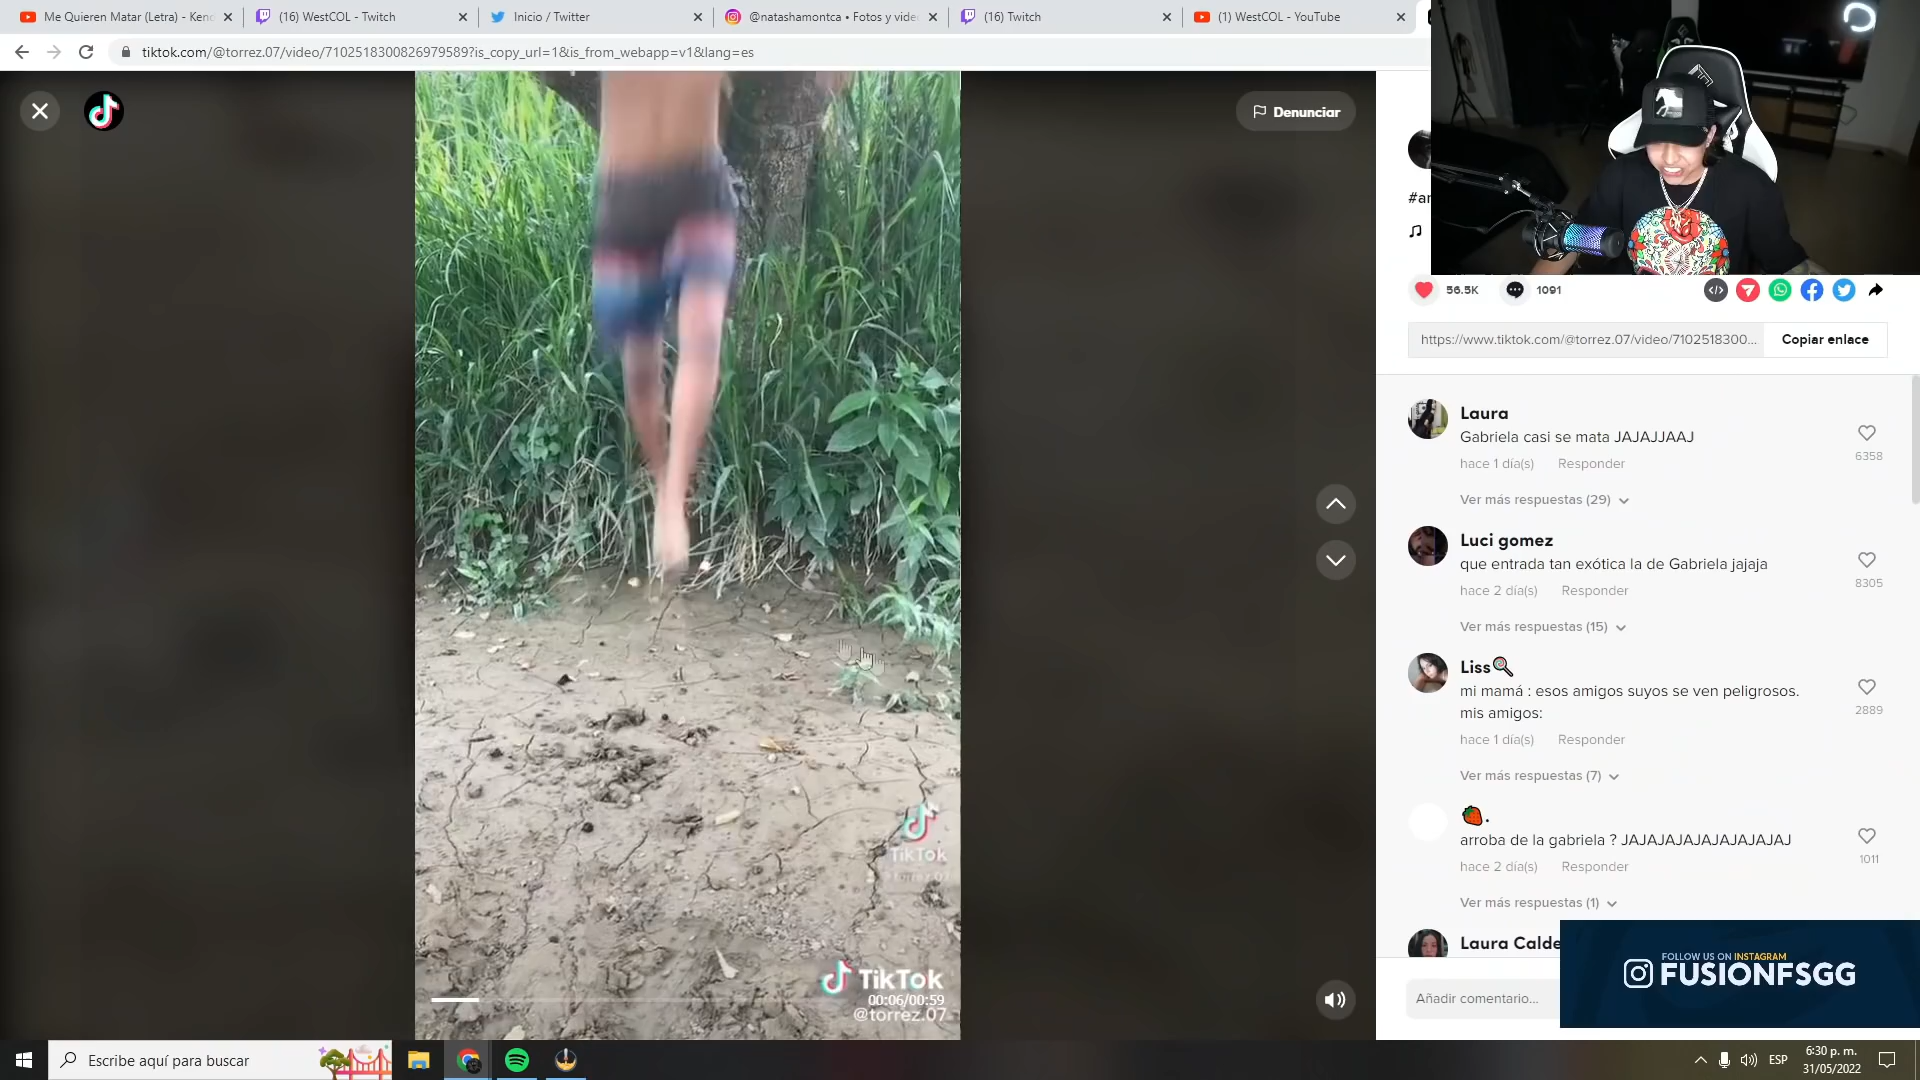 Me Quieren Matar (Letra) - Kend
(16) WestCOL - Twitch
Inicio / Twitter
@natashamontca • Fotos y vide
(16) Twitch
(1) WestCOL - YouTube
tiktok.com/@torrez.07/video/7102518300826979589?is_copy_url=1&is_from_webapp=v1&lang=es
Denunciar
#ar
56.5K
1091
https://www.tiktok.com/@torrez.07/video/7102518300...
Copiar enlace
Laura
Gabriela casi se mata JAJAJJAAJ
hace 1 día(s) Responder
6358
Ver más respuestas (29)
Luci gomez
que entrada tan exótica la de Gabriela jajaja
hace 2 día(s) Responder
8305
Ver más respuestas (15)
Liss
mi mamá : esos amigos suyos se ven peligrosos.
mis amigos:
hace 1 día(s) Responder
2889
Ver más respuestas (7)
.
arroba de la gabriela ? JAJAJAJAJAJAJAJAJ
hace 2 día(s) Responder
1011
Ver más respuestas (1)
Laura Calde
Añadir comentario...
TikTok
TikTok
00:06/00:59
@torrez.07
FOLLOW US ON INSTAGRAM
FUSIONFSGG
Escribe aquí para buscar
ESP
6:30 p. m.
31/05/2022